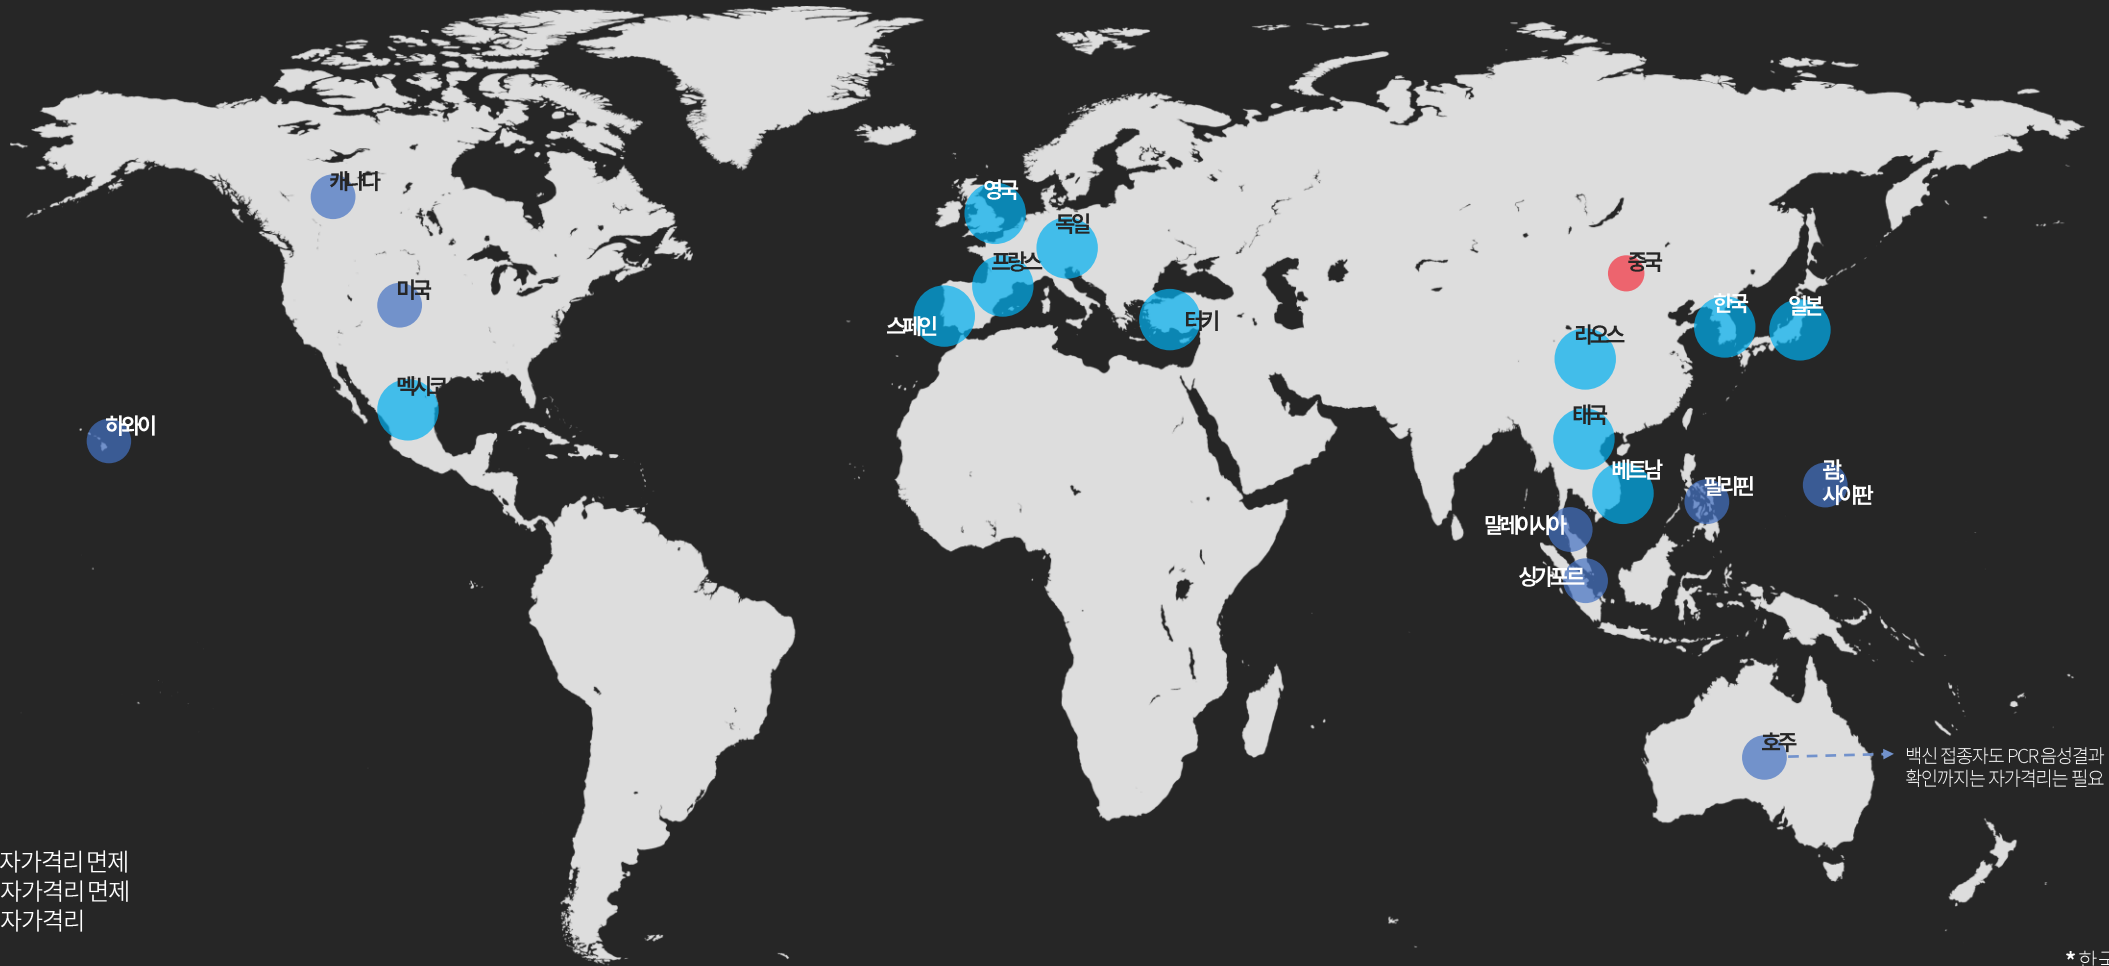 캐나다
영국
독일
프랑스
중국
미국
스페인
터키
한국
일본
라오스
멕시코
하와이
태국
베트남
필리핀
괌,
사이판
말레이시아
싱가포르
호주
백신 접종자도 PCR음성결과
확인까지는 자가격리는 필요
자가격리 면제
자가격리 면제
자가격리